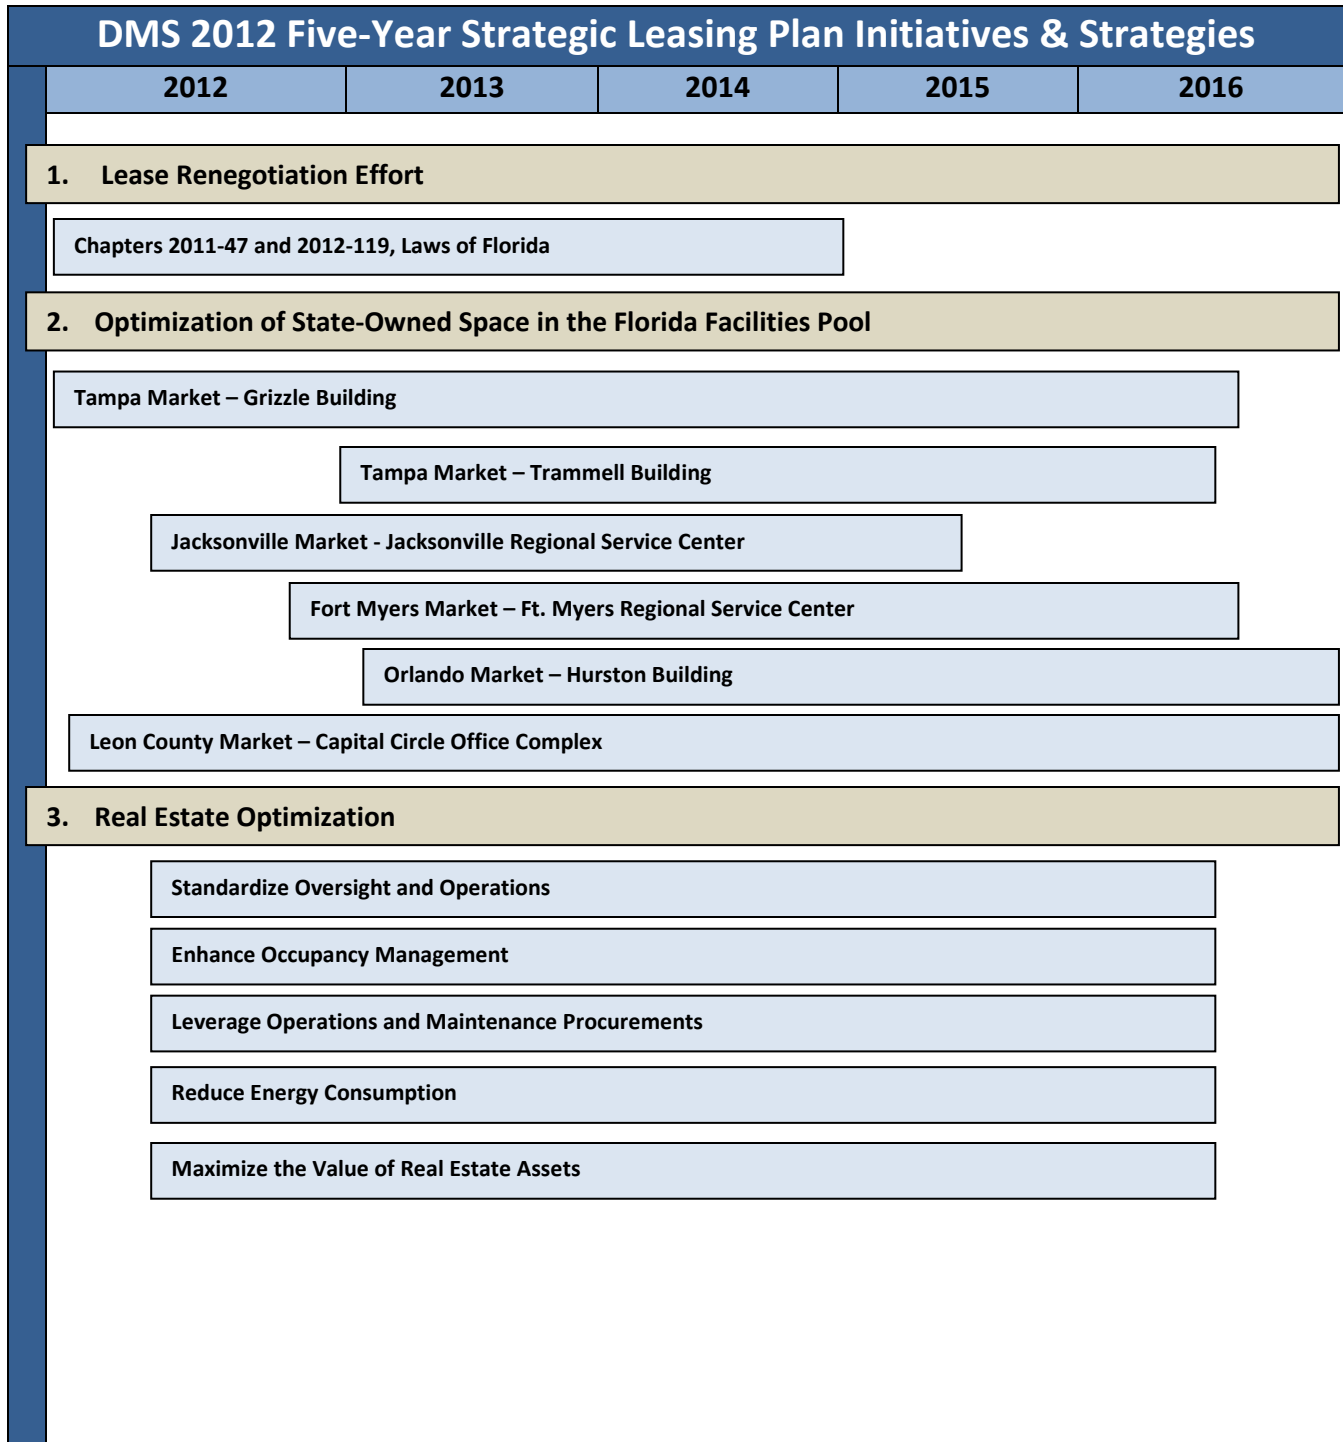 DMS 2012 Five-Year Strategic Leasing Plan Initiatives & Strategies
2012 2013 2014 2015 2016
1. Lease Renegotiation Effort
Chapters 2011-47 and 2012-119, Laws of Florida
2. Optimization of State-Owned Space in the Florida Facilities Pool
Tampa Market – Grizzle Building
Tampa Market – Trammell Building
Jacksonville Market - Jacksonville Regional Service Center
Fort Myers Market – Ft. Myers Regional Service Center
Orlando Market – Hurston Building
Leon County Market – Capital Circle Office Complex
3. Real Estate Optimization
Standardize Oversight and Operations
Enhance Occupancy Management
Leverage Operations and Maintenance Procurements
Reduce Energy Consumption
Maximize the Value of Real Estate Assets